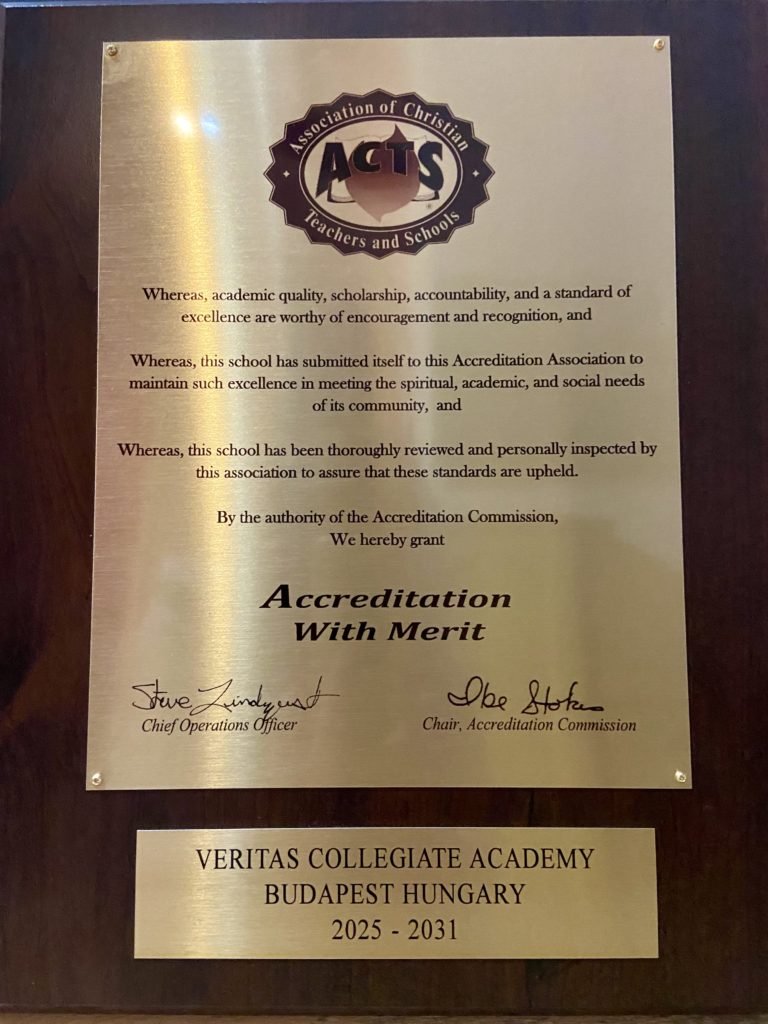 Association of Christian
ACTS
®
Teachers and Schools
Whereas, academic quality, scholarship, accountability, and a standard of
excellence are worthy of encouragement and recognition, and
Whereas, this school has submitted itself to this Accreditation Association to
maintain such excellence in meeting the spiritual, academic, and social needs
of its community, and
Whereas, this school has been thoroughly reviewed and personally inspected by
this association to assure that these standards are upheld.
By the authority of the Accreditation Commission,
We hereby grant
Accreditation
With Merit
Steve Lindquist
Chief Operations Officer
Stokes
Chair, Accreditation Commission
VERITAS COLLEGIATE ACADEMY
BUDAPEST HUNGARY
2025 - 2031